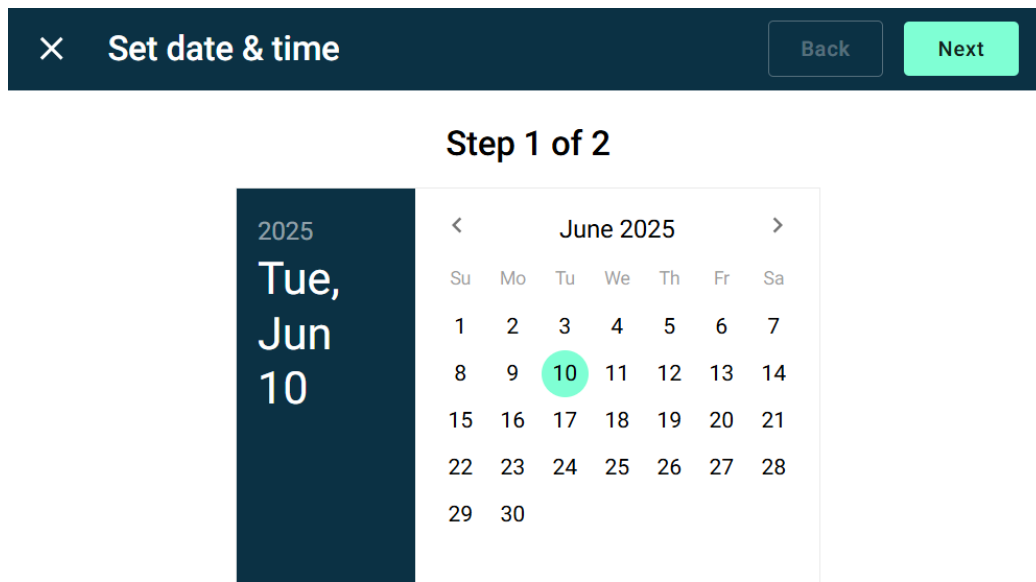 Set date & time
Back
Next
Step 1 of 2
2025
Tue,
Jun
10
June 2025
Su Mo Tu We Th Fr Sa
1 2 3 4 5 6 7
8 9 10 11 12 13 14
15 16 17 18 19 20 21
22 23 24 25 26 27 28
29 30